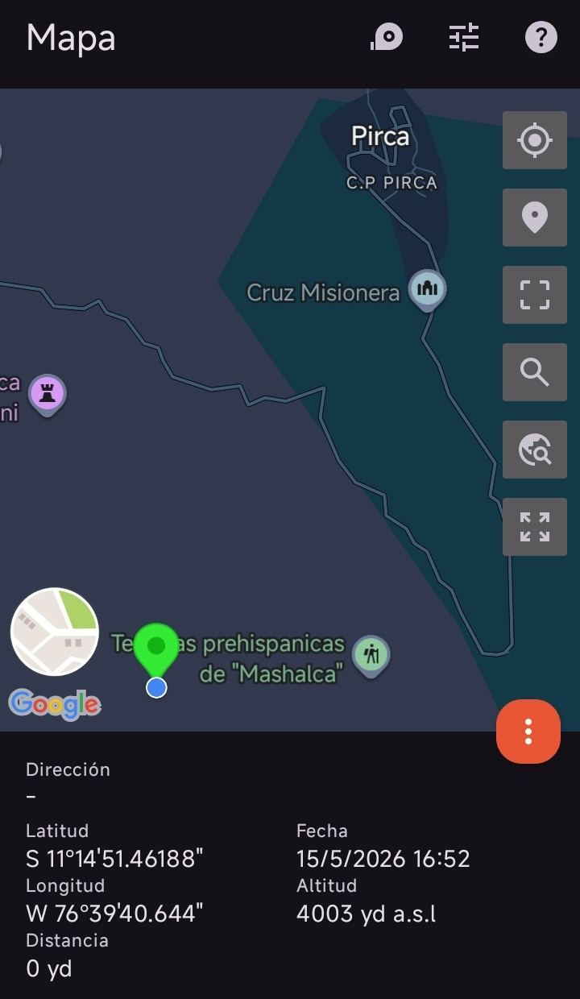 Mapa
Pirca
C.P PIRCA
Cruz Misionera
ca
ni
Te as prehispanicas
de "Mashalca"
Google
Dirección
–
Latitud
Fecha
S 11°14'51.46188"
15/5/2026 16:52
Longitud
Altitud
W 76°39'40.644"
4003 yd a.s.l
Distancia
0 yd